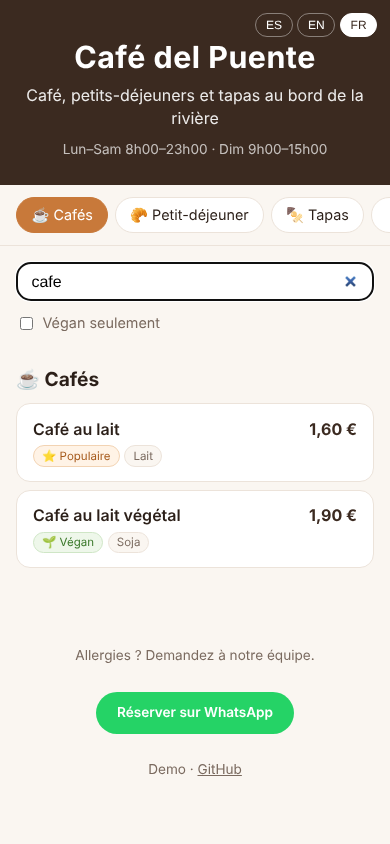 ES EN FR
Café del Puente
Café, petits-déjeuners et tapas au bord de la
rivière
Lun–Sam 8h00–23h00 · Dim 9h00–15h00
☕ Cafés 🥐 Petit-déjeuner 🍢 Tapas
cafe
Végan seulement
☕ Cafés
Café au lait 1,60 €
⭐ Populaire Lait
Café au lait végétal 1,90 €
🌱 Végan Soja
Allergies ? Demandez à notre équipe.
Réserver sur WhatsApp
Demo · GitHub